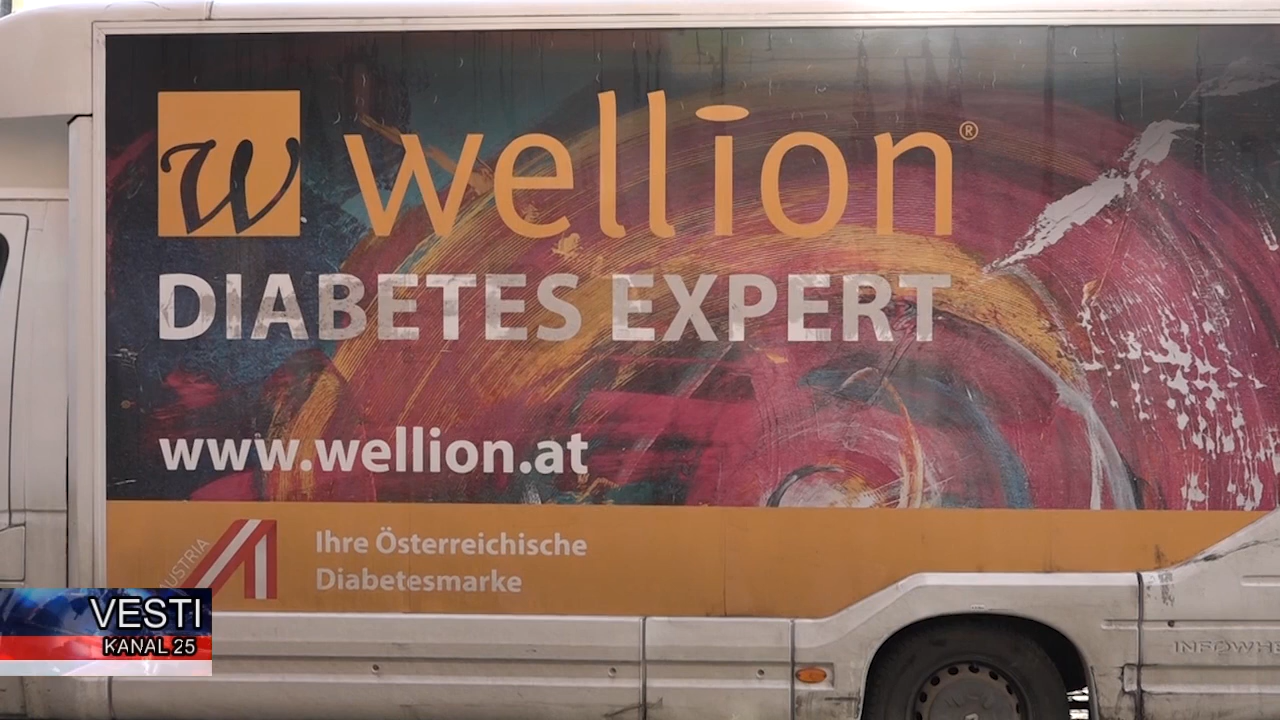 w wellion®
DIABETES EXPERT
www.wellion.at
AUSTRIA
Ihre Österreichische
Diabetesmarke
VESTI
KANAL 25